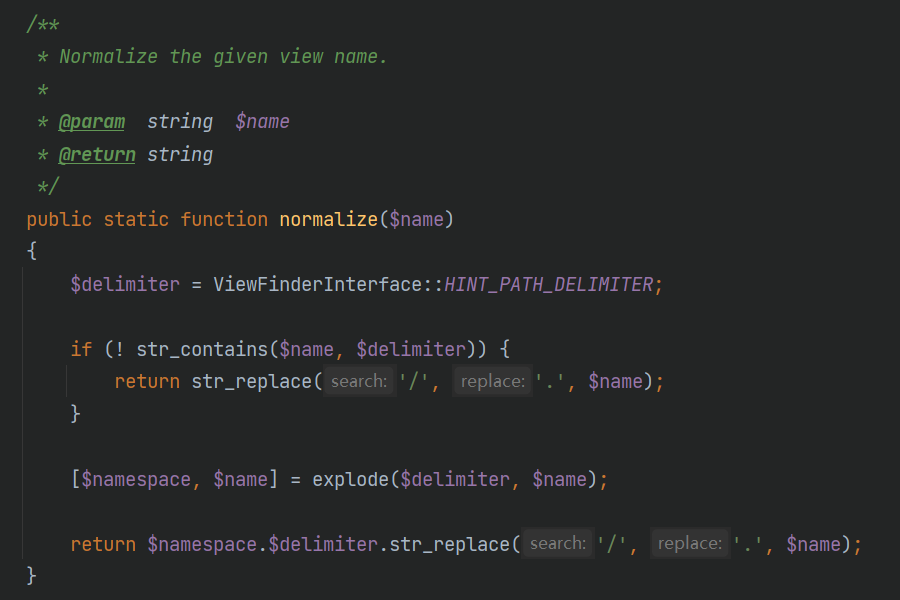 /**
 * Normalize the given view name.
 *
 * @param  string  $name
 * @return string
 */
public static function normalize($name)
{
    $delimiter = ViewFinderInterface::HINT_PATH_DELIMITER;
    if (! str_contains($name, $delimiter)) {
        return str_replace( search: '/', replace: '.', $name);
    }
    [$namespace, $name] = explode($delimiter, $name);
    return $namespace.$delimiter.str_replace( search: '/', replace: '.', $name);
}